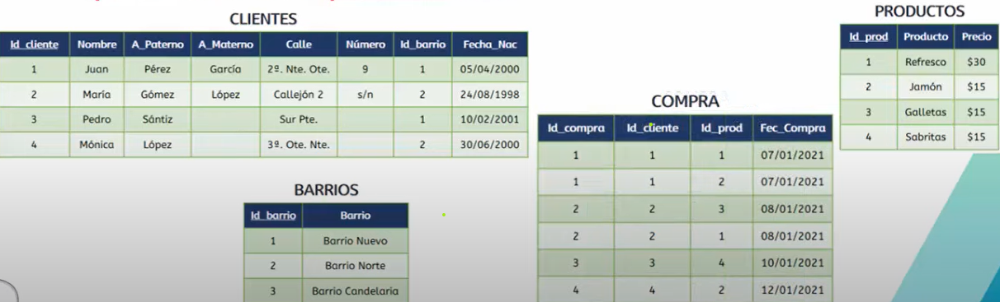 CLIENTES
Id_cliente Nombre A_Paterno A_Materno Calle Número Id_barrio Fecha_Nac
1 Juan Pérez García 2ª. Nte. Ote. 9 1 05/04/2000
2 María Gómez López Callejón 2 s/n 2 24/08/1998
3 Pedro Sántiz Sur Pte. 1 10/02/2001
4 Mónica López 3ª. Ote. Nte. 2 30/06/2000
BARRIOS
Id_barrio Barrio
1 Barrio Nuevo
2 Barrio Norte
3 Barrio Candelaria
COMPRA
Id_compra Id_cliente Id_prod Fec_Compra
1 1 1 07/01/2021
1 1 2 07/01/2021
2 2 3 08/01/2021
2 2 1 08/01/2021
3 3 4 10/01/2021
4 4 2 12/01/2021
PRODUCTOS
Id_prod Producto Precio
1 Refresco $30
2 Jamón $15
3 Galletas $15
4 Sabritas $15